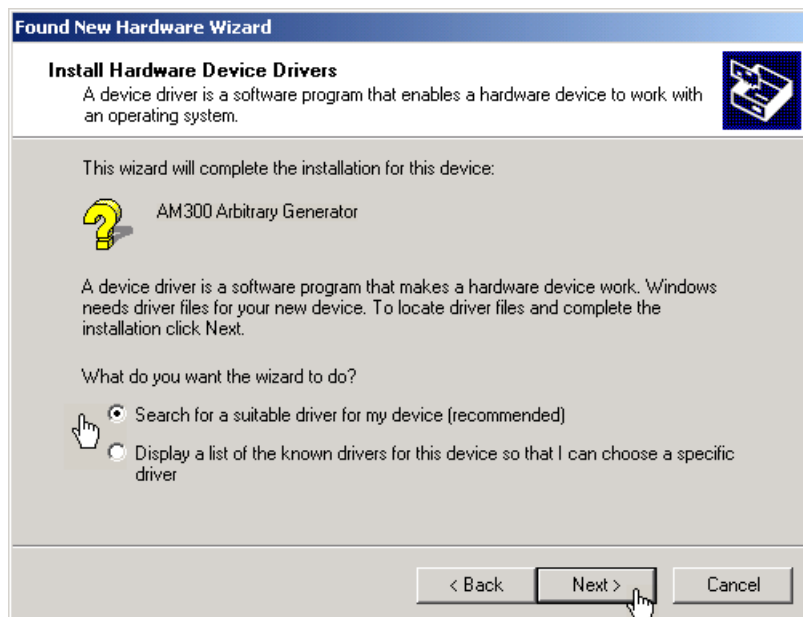 Found New Hardware Wizard
Install Hardware Device Drivers
A device driver is a software program that enables a hardware device to work with
an operating system.
This wizard will complete the installation for this device:
AM300 Arbitrary Generator
A device driver is a software program that makes a hardware device work. Windows
needs driver files for your new device. To locate driver files and complete the
installation click Next.
What do you want the wizard to do?
Search for a suitable driver for my device (recommended)
Display a list of the known drivers for this device so that I can choose a specific
driver
< Back
Next >
Cancel